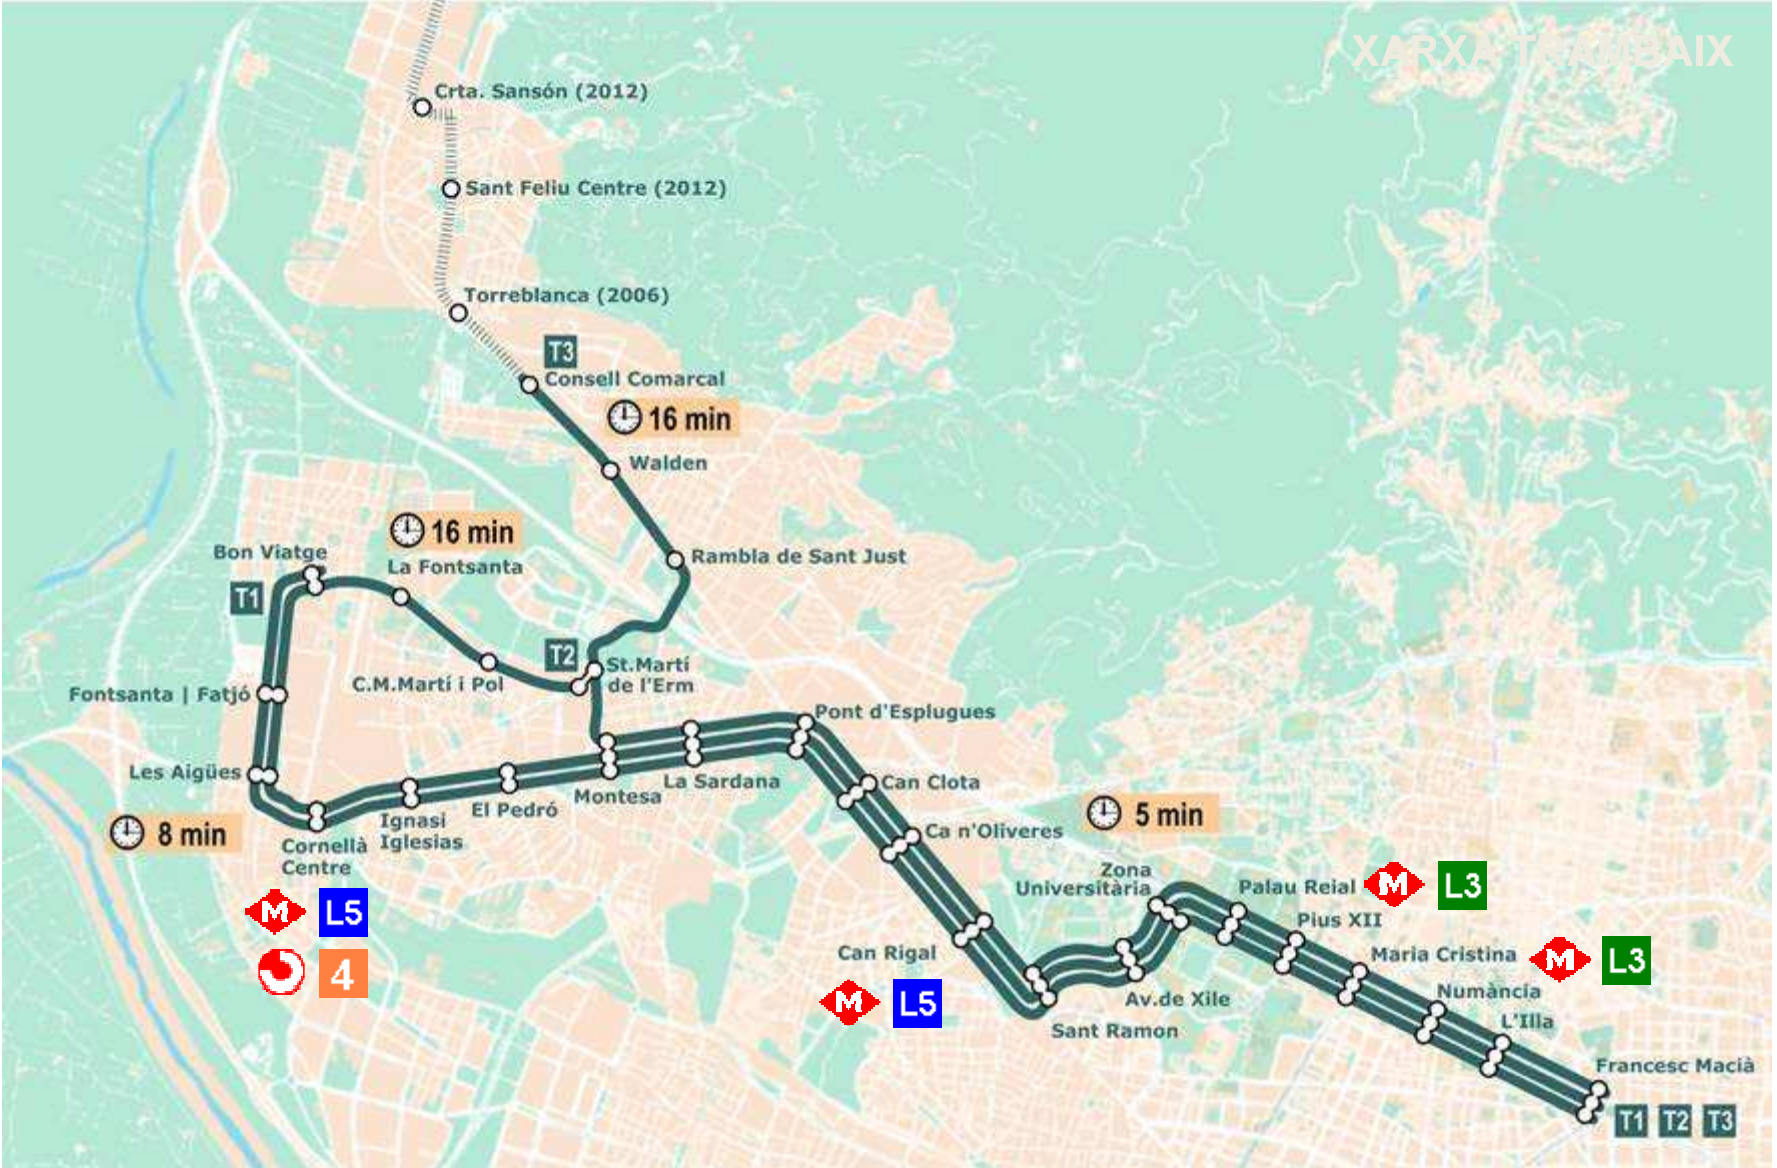 XARXA TRAMBAIX
Crta. Sansón (2012)
Sant Feliu Centre (2012)
Torreblanca (2006)
T3
Consell Comarcal
16 min
Walden
16 min
Bon Viatge
La Fontsanta
Rambla de Sant Just
T1
T2
St.Martí
de l'Erm
C.M.Martí i Pol
Fontsanta | Fatjó
Pont d'Esplugues
Les Aigües
La Sardana
Can Clota
Montesa
El Pedró
8 min
Ignasi
Iglesias
Cornellà
Centre
5 min
Ca n'Oliveres
Zona
Universitària
Palau Reial
M
L3
M
L5
Pius XII
Can Rigal
Maria Cristina
M
L3
4
M
L5
Av.de Xile
Numància
Sant Ramon
L'Illa
Francesc Macià
T1
T2
T3